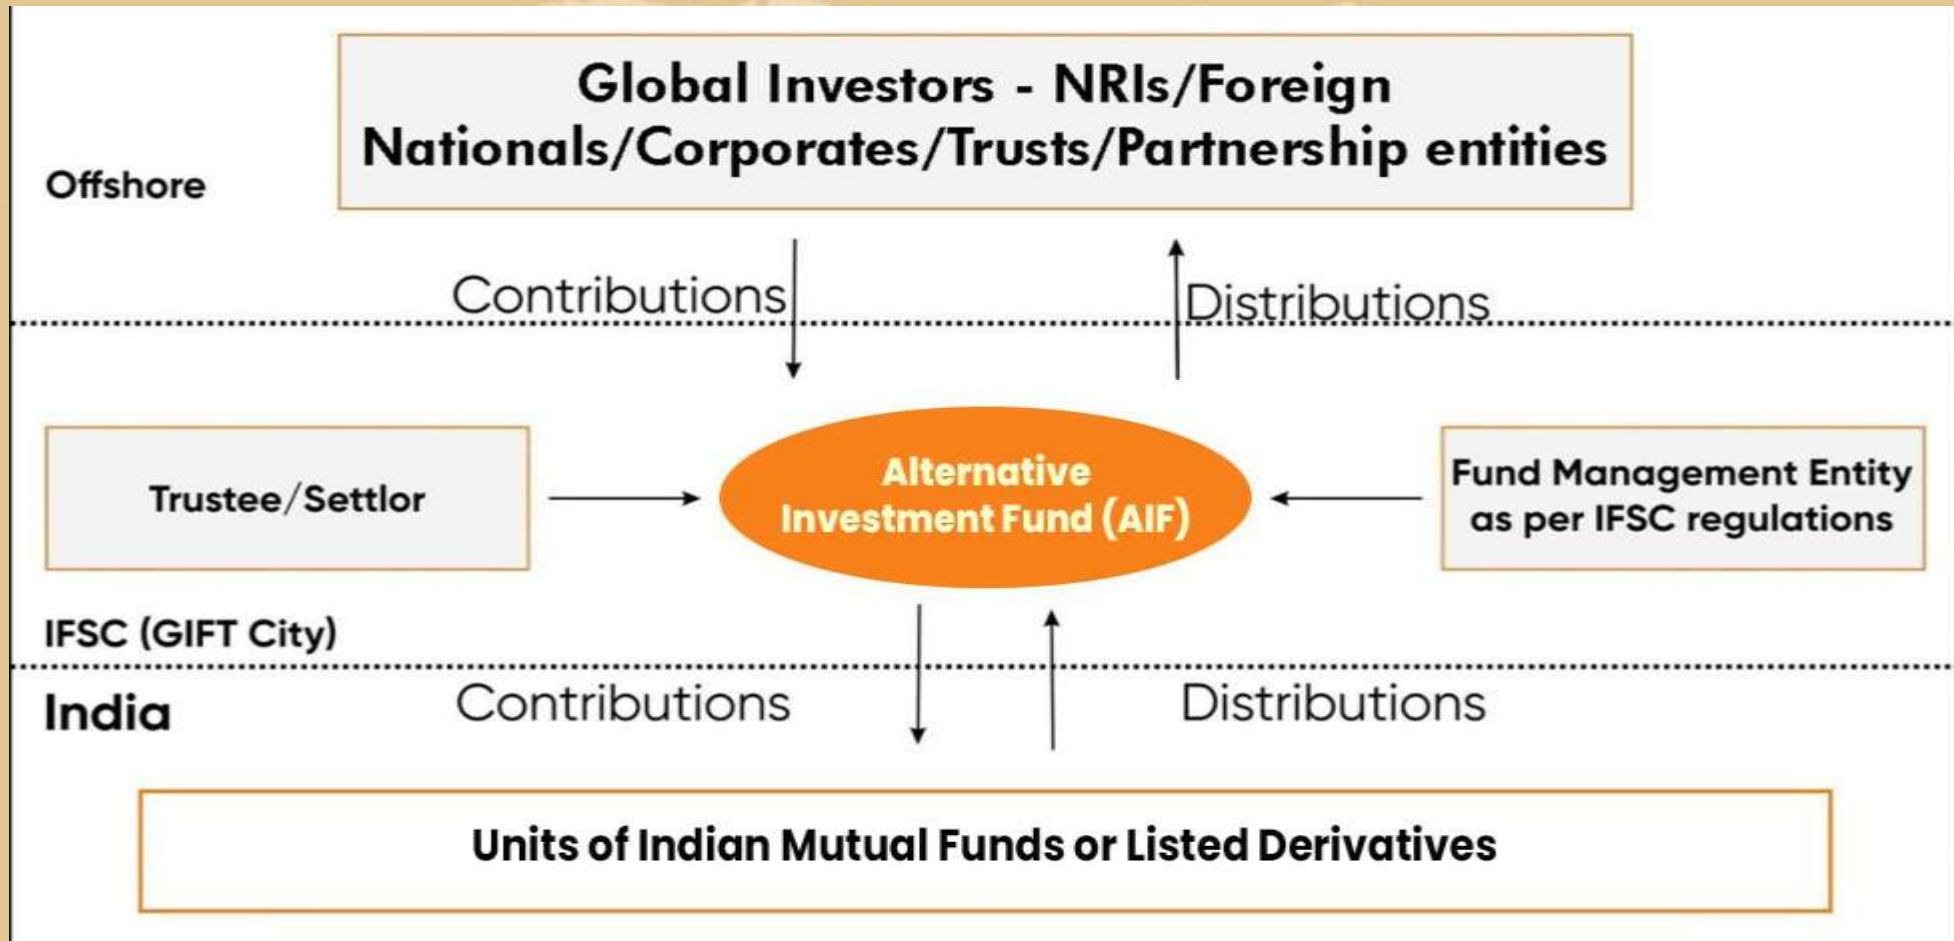 Global Investors - NRIs/Foreign
Nationals/Corporates/Trusts/Partnership entities
Offshore
Contributions
Distributions
Trustee/Settlor
Alternative
Investment Fund (AIF)
Fund Management Entity
as per IFSC regulations
IFSC (GIFT City)
India
Contributions
Distributions
Units of Indian Mutual Funds or Listed Derivatives